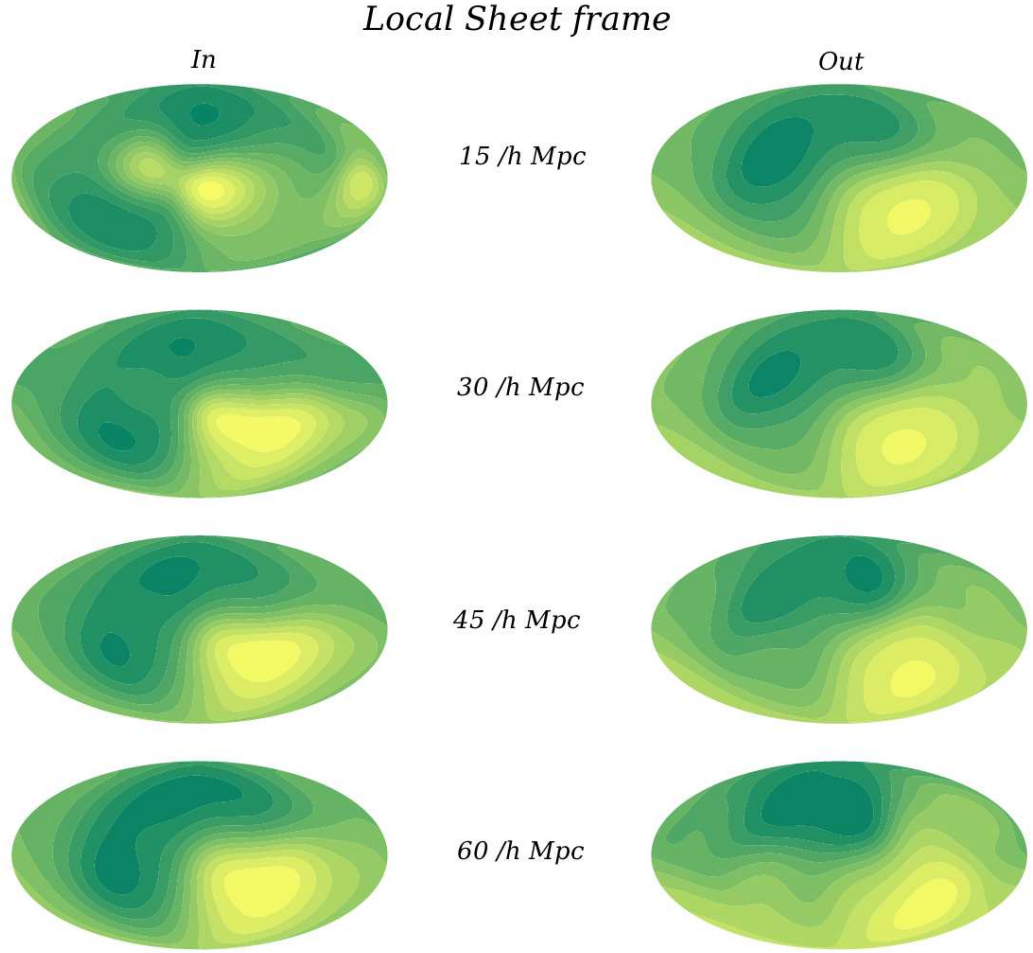 Local Sheet frame
In
Out
15 /h Mpc
30 /h Mpc
45 /h Mpc
60 /h Mpc